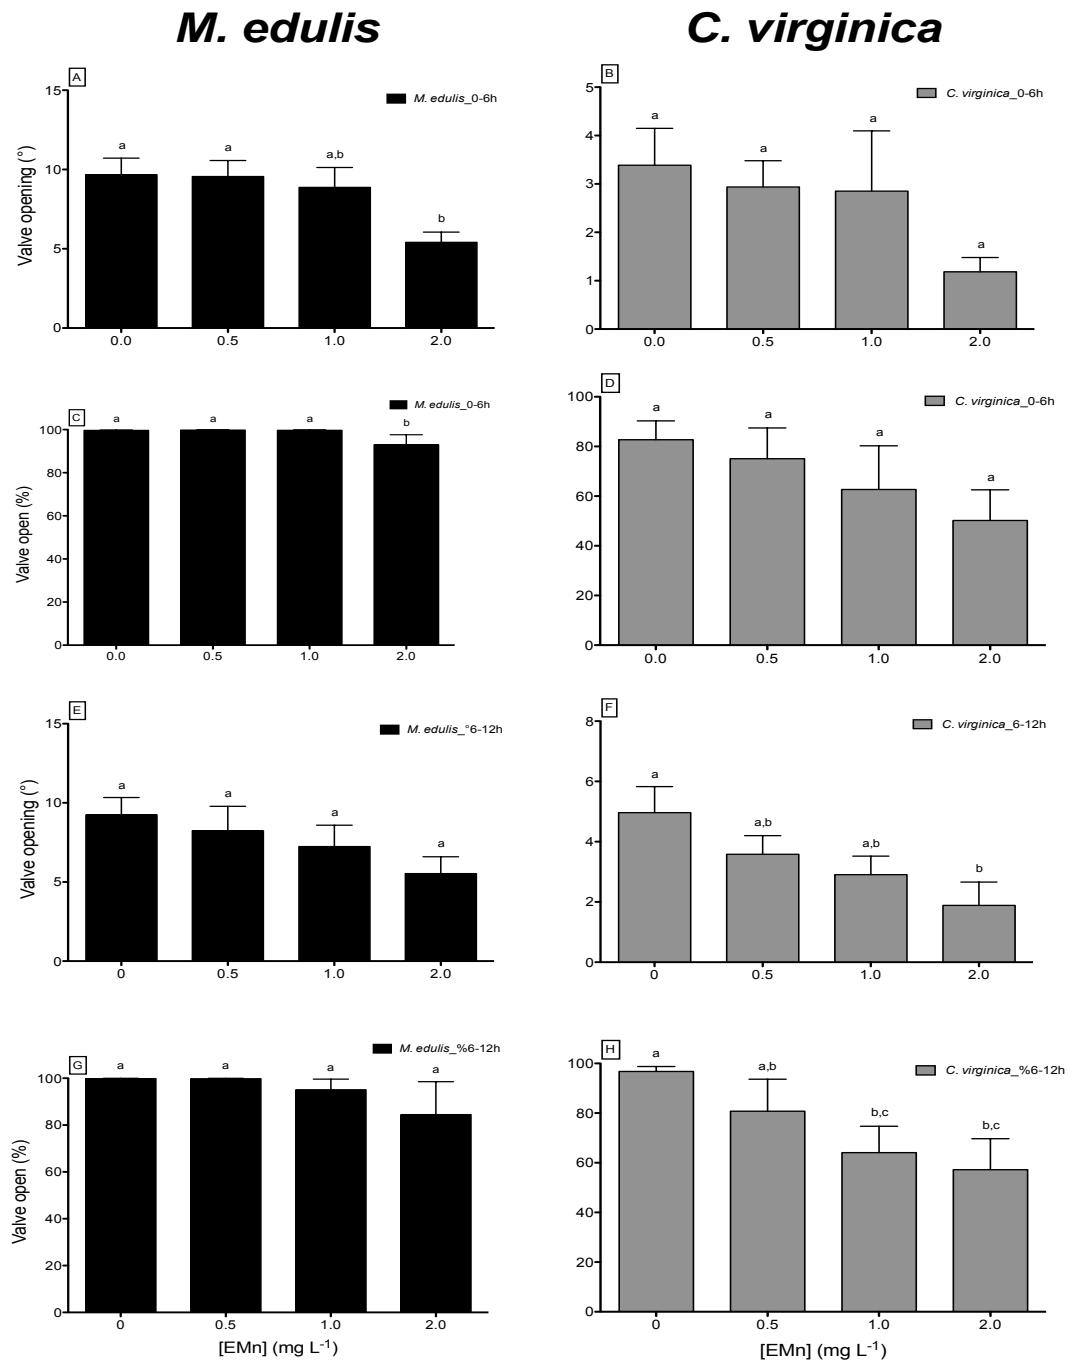 M. edulis
C. virginica
A
M. edulis_0-6h
Valve opening (°)
15
10
5
0
a
a
a,b
b
0.0
0.5
1.0
2.0
B
C. virginica_0-6h
5
4
3
2
1
0
a
a
a
a
0.0
0.5
1.0
2.0
C
M. edulis_0-6h
Valve open (%)
100
80
60
40
20
0
a
a
a
b
0.0
0.5
1.0
2.0
D
C. virginica_0-6h
100
80
60
40
20
0
a
a
a
a
0.0
0.5
1.0
2.0
E
M. edulis_°6-12h
Valve opening (°)
15
10
5
0
a
a
a
a
0
0.5
1.0
2.0
F
C. virginica_6-12h
8
6
4
2
0
a
a,b
a,b
b
0
0.5
1.0
2.0
G
M. edulis_%6-12h
Valve open (%)
100
80
60
40
20
0
a
a
a
a
0
0.5
1.0
2.0
[EMn] (mg L-1)
H
C. virginica_%6-12h
100
80
60
40
20
0
a
a,b
b,c
b,c
0
0.5
1.0
2.0
[EMn] (mg L-1)